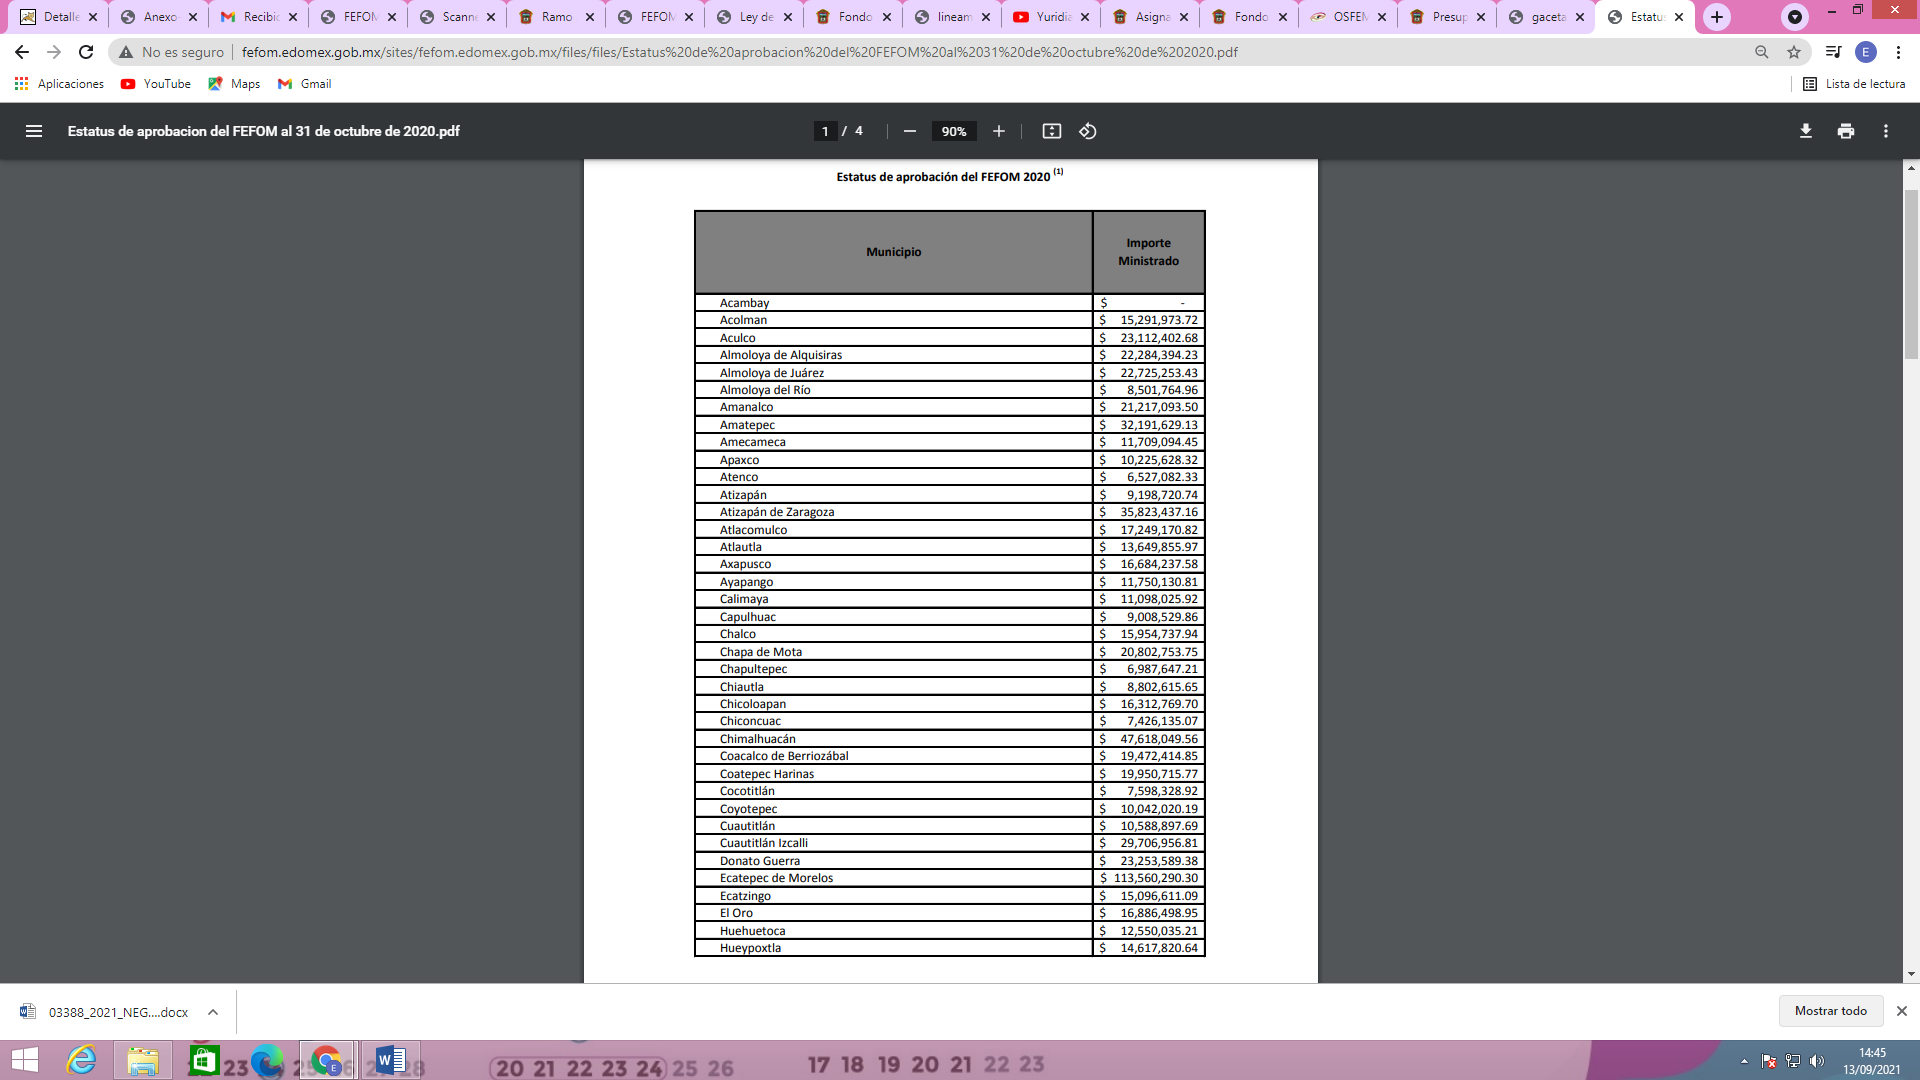 Detalle Anexo Recibi FEFOM Scann Ramo FEFOM Ley de Fondo lineam Yuridia Asigna Fondo OSFEM Presup gaceta Estatu
No es seguro fefom.edomex.gob.mx/sites/fefom.edomex.gob.mx/files/files/Estatus%20de%20aprobacion%20del%20FEFOM%20al%2031%20de%20octubre%20de%202020.pdf E
Aplicaciones YouTube Maps Gmail Lista de lectura
Estatus de aprobacion del FEFOM al 31 de octubre de 2020.pdf 1 / 4 90%
Estatus de aprobación del FEFOM 2020 (1)
Municipio Importe Ministrado
Acambay $ -
Acolman $ 15,291,973.72
Aculco $ 23,112,402.68
Almoloya de Alquisiras $ 22,284,394.23
Almoloya de Juárez $ 22,725,253.43
Almoloya del Río $ 8,501,764.96
Amanalco $ 21,217,093.50
Amatepec $ 32,191,629.13
Amecameca $ 11,709,094.45
Apaxco $ 10,225,628.32
Atenco $ 6,527,082.33
Atizapán $ 9,198,720.74
Atizapán de Zaragoza $ 35,823,437.16
Atlacomulco $ 17,249,170.82
Atlautla $ 13,649,855.97
Axapusco $ 16,684,237.58
Ayapango $ 11,750,130.81
Calimaya $ 11,098,025.92
Capulhuac $ 9,008,529.86
Chalco $ 15,954,737.94
Chapa de Mota $ 20,802,753.75
Chapultepec $ 6,987,647.21
Chiautla $ 8,802,615.65
Chicoloapan $ 16,312,769.70
Chiconcuac $ 7,426,135.07
Chimalhuacán $ 47,618,049.56
Coacalco de Berriozábal $ 19,472,414.85
Coatepec Harinas $ 19,950,715.77
Cocotitlán $ 7,598,328.92
Coyotepec $ 10,042,020.19
Cuautitlán $ 10,588,897.69
Cuautitlán Izcalli $ 29,706,956.81
Donato Guerra $ 23,253,589.38
Ecatepec de Morelos $ 113,560,290.30
Ecatzingo $ 15,096,611.09
El Oro $ 16,886,498.95
Huehuetoca $ 12,550,035.21
Hueypoxtla $ 14,617,820.64
03388_2021_NEG....docx Mostrar todo
23 20 21 22 23 24 25 26 17 18 19 20 21 22 23
14:45
13/09/2021